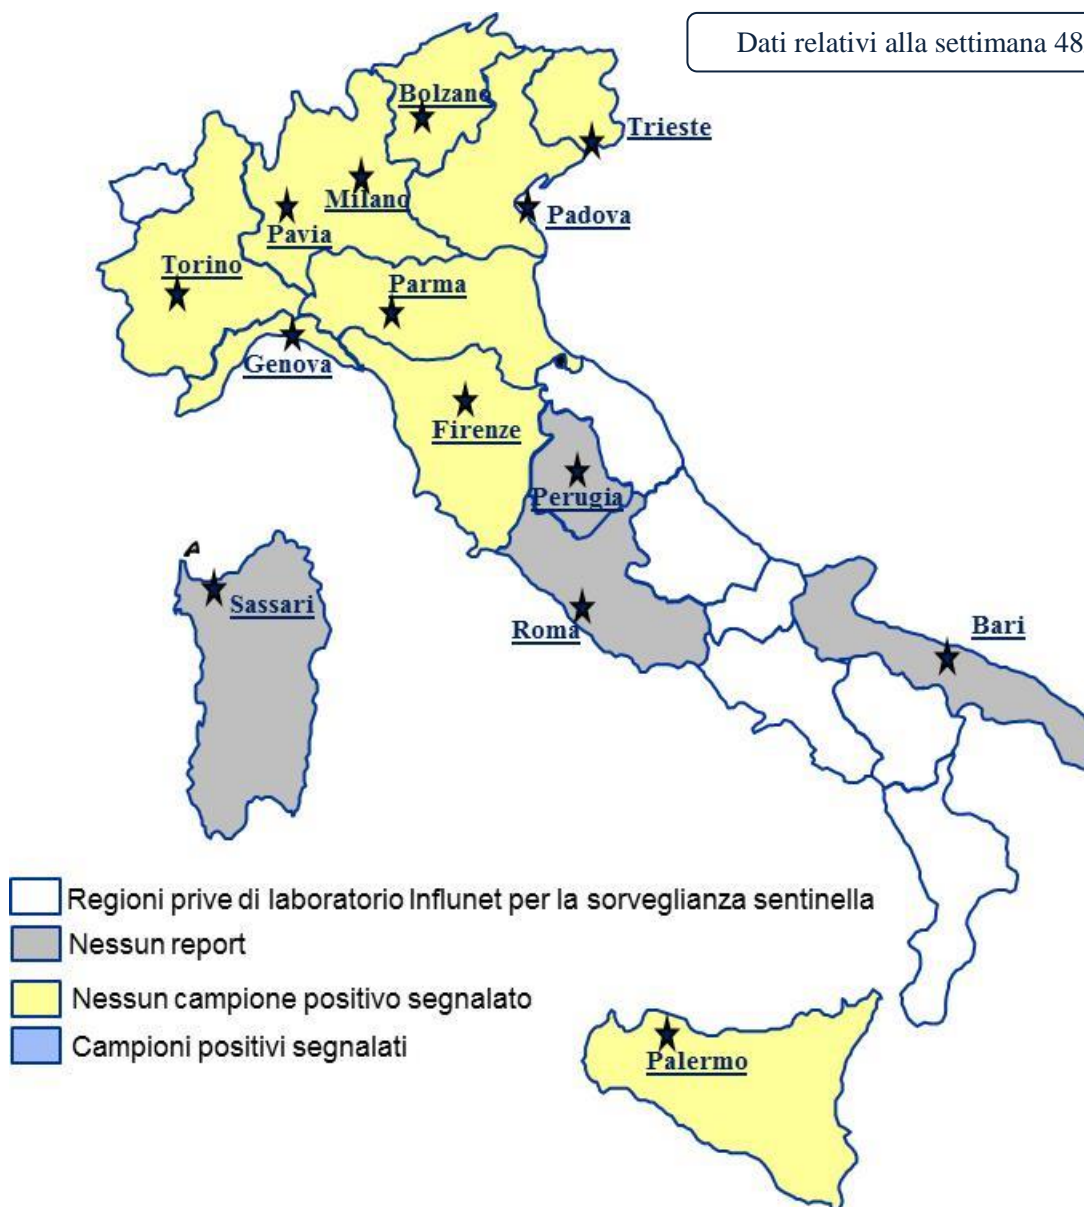 Dati relativi alla settimana 48
Bolzano
Trieste
Milano
Padova
Pavia
Torino
Parma
Genova
Firenze
Perugia
Sassari
Roma
Bari
Regioni prive di laboratorio Influnet per la sorveglianza sentinella
Nessun report
Nessun campione positivo segnalato
Campioni positivi segnalati
Palermo